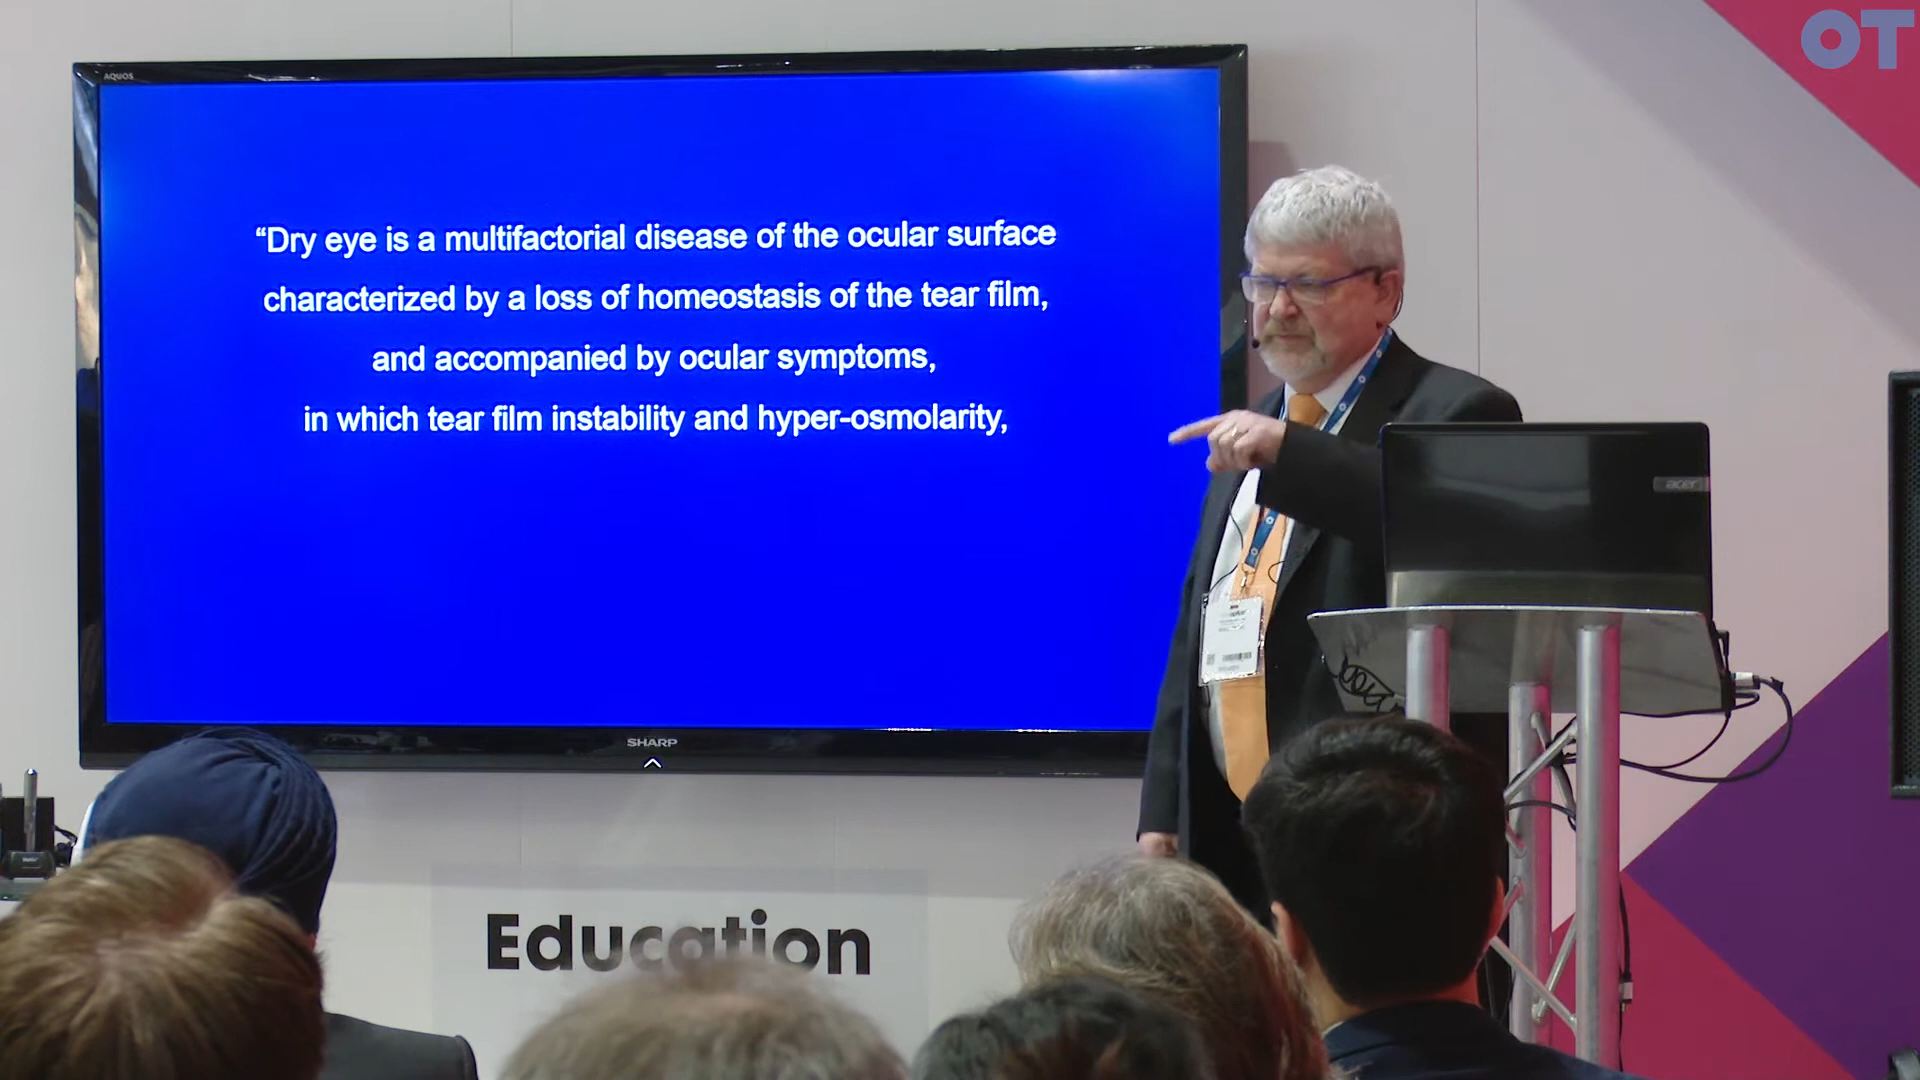 OT
AQUOS
“Dry eye is a multifactorial disease of the ocular surface
characterized by a loss of homeostasis of the tear film,
and accompanied by ocular symptoms,
in which tear film instability and hyper-osmolarity,
acer
SHARP
Education